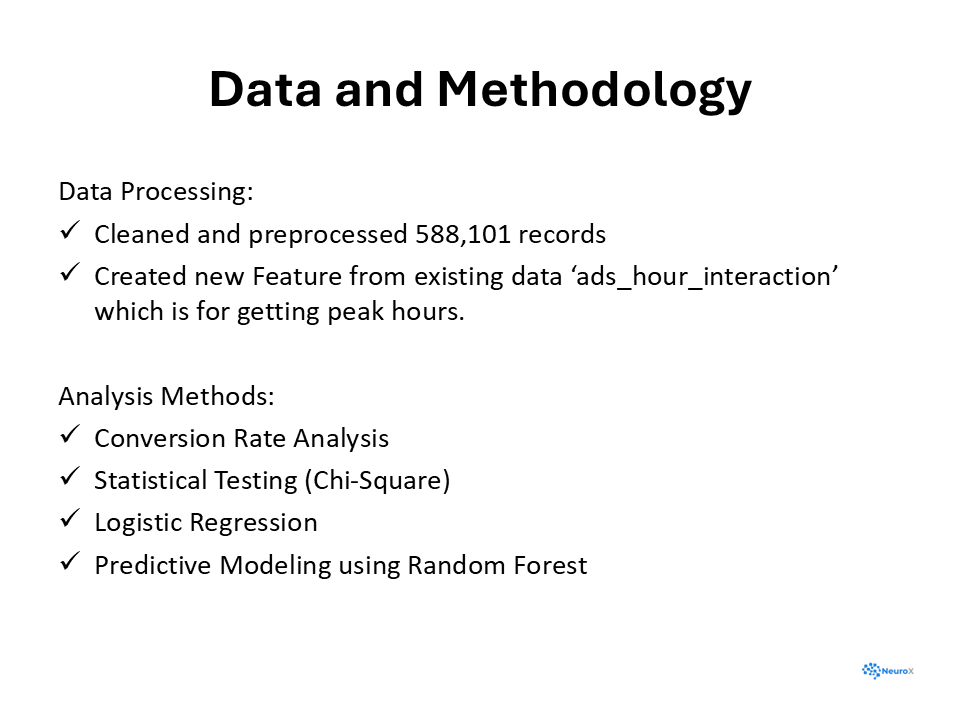 Data and Methodology
Data Processing:
✓ Cleaned and preprocessed 588,101 records
✓ Created new Feature from existing data ‘ads_hour_interaction’
which is for getting peak hours.
Analysis Methods:
✓ Conversion Rate Analysis
✓ Statistical Testing (Chi-Square)
✓ Logistic Regression
✓ Predictive Modeling using Random Forest
NeuroX